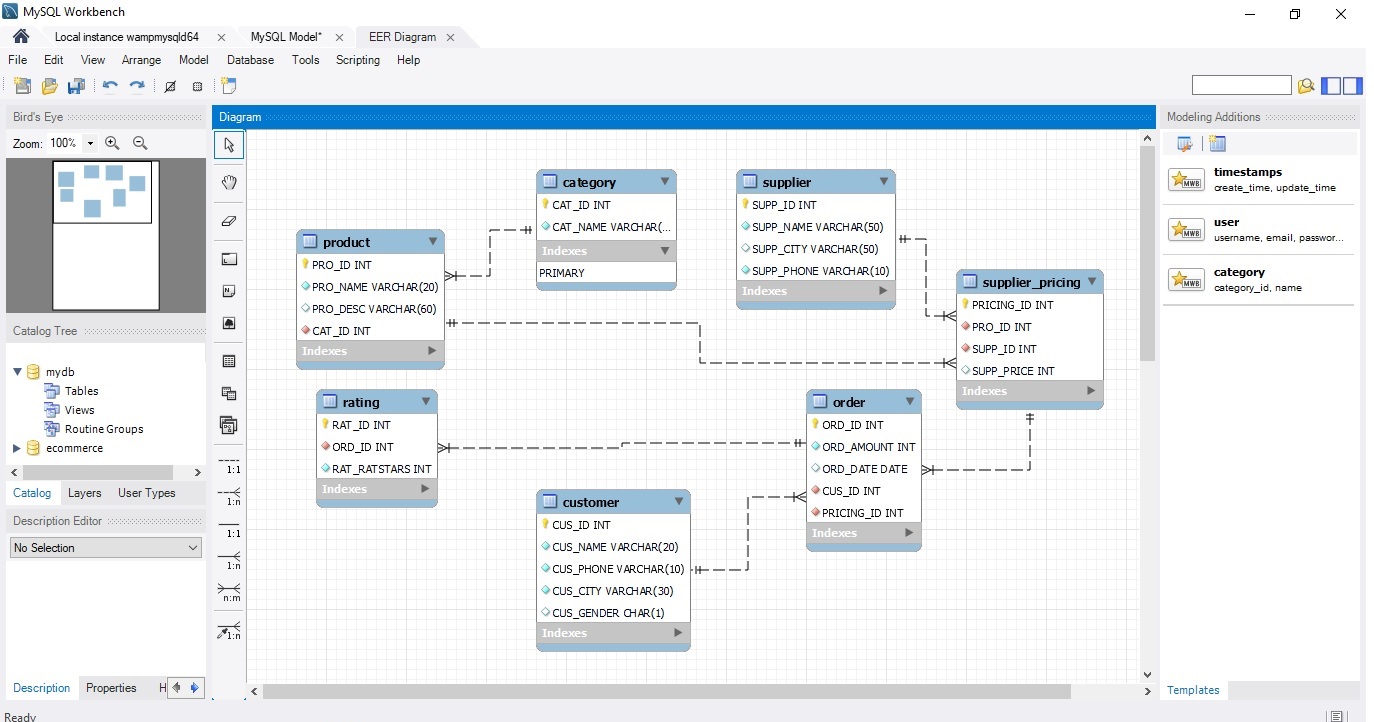 MySQL Workbench
Local instance wampmysqld64
MySQL Model*
EER Diagram
File Edit View Arrange Model Database Tools Scripting Help
Bird's Eye
Zoom: 100%
Catalog Tree
mydb
Tables
Views
Routine Groups
ecommerce
Catalog Layers User Types
Description Editor
No Selection
Description Properties H
Ready
Diagram
1:1
1:n
1:1
1:n
n:m
1:n
product
PRO_ID INT
PRO_NAME VARCHAR(20)
PRO_DESC VARCHAR(60)
CAT_ID INT
Indexes
category
CAT_ID INT
CAT_NAME VARCHAR(...
Indexes
PRIMARY
supplier
SUPP_ID INT
SUPP_NAME VARCHAR(50)
SUPP_CITY VARCHAR(50)
SUPP_PHONE VARCHAR(10)
Indexes
supplier_pricing
PRICING_ID INT
PRO_ID INT
SUPP_ID INT
SUPP_PRICE INT
Indexes
rating
RAT_ID INT
ORD_ID INT
RAT_RATSTARS INT
Indexes
order
ORD_ID INT
ORD_AMOUNT INT
ORD_DATE DATE
CUS_ID INT
PRICING_ID INT
Indexes
customer
CUS_ID INT
CUS_NAME VARCHAR(20)
CUS_PHONE VARCHAR(10)
CUS_CITY VARCHAR(30)
CUS_GENDER CHAR(1)
Indexes
Modeling Additions
MWB
timestamps
create_time, update_time
MWB
user
username, email, passwor...
MWB
category
category_id, name
Templates